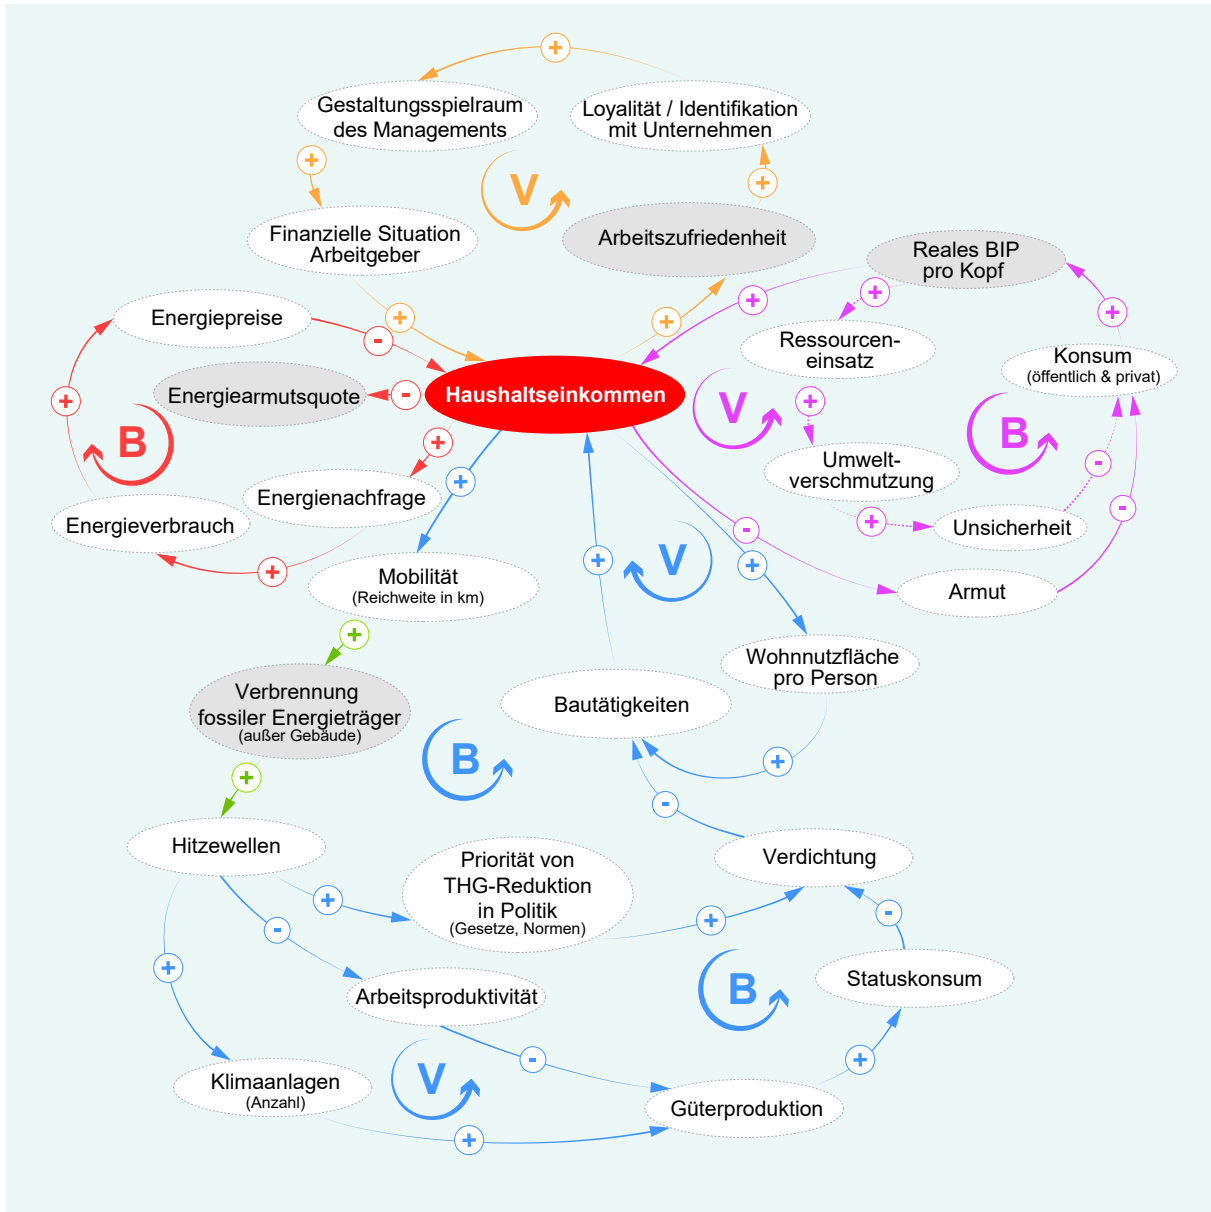 +
Gestaltungsspielraum
des Managements
Loyalität / Identifikation
mit Unternehmen
+
V
+
Finanzielle Situation
Arbeitgeber
Arbeitszufriedenheit
Reales BIP
pro Kopf
+
+
+
Energiepreise
+
+
-
Ressourcen-
einsatz
Konsum
(öffentlich & privat)
Energiearmutsquote
-
Haushaltseinkommen
+
V
+
B
B
+
-
+
Umwelt-
verschmutzung
-
Energienachfrage
+
Energieverbrauch
Unsicherheit
-
+
+
V
+
Mobilität
(Reichweite in km)
Armut
+
Wohnnutzfläche
pro Person
Verbrennung
fossiler Energieträger
(außer Gebäude)
Bautätigkeiten
B
+
+
-
Hitzewellen
Priorität von
THG-Reduktion
in Politik
(Gesetze, Normen)
Verdichtung
+
-
+
-
+
B
Statuskonsum
Arbeitsproduktivität
-
+
V
Klimaanlagen
(Anzahl)
Güterproduktion
+